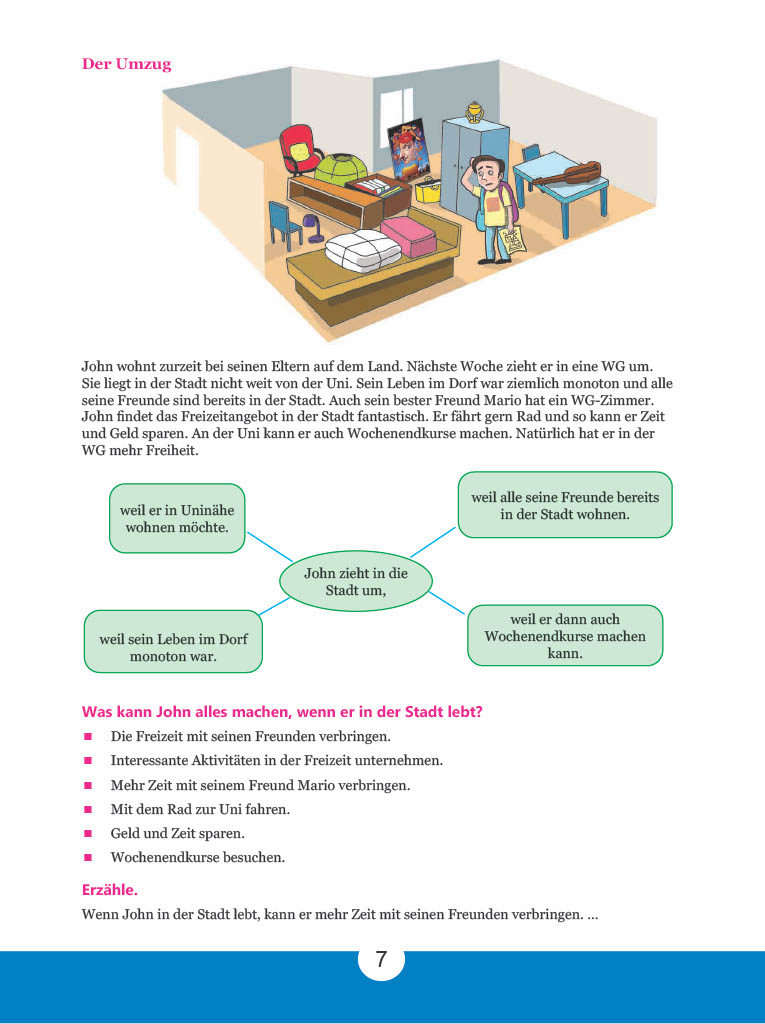 Der Umzug
John wohnt zurzeit bei seinen Eltern auf dem Land. Nächste Woche zieht er in eine WG um.
Sie liegt in der Stadt nicht weit von der Uni. Sein Leben im Dorf war ziemlich monoton und alle
seine Freunde sind bereits in der Stadt. Auch sein bester Freund Mario hat ein WG-Zimmer.
John findet das Freizeitangebot in der Stadt fantastisch. Er fährt gern Rad und so kann er Zeit
und Geld sparen. An der Uni kann er auch Wochenendkurse machen. Natürlich hat er in der
WG mehr Freiheit.
weil er in Uninähe
wohnen möchte.
weil alle seine Freunde bereits
in der Stadt wohnen.
John zieht in die
Stadt um,
weil sein Leben im Dorf
monoton war.
weil er dann auch
Wochenendkurse machen
kann.
Was kann John alles machen, wenn er in der Stadt lebt?
■ Die Freizeit mit seinen Freunden verbringen.
■ Interessante Aktivitäten in der Freizeit unternehmen.
■ Mehr Zeit mit seinem Freund Mario verbringen.
■ Mit dem Rad zur Uni fahren.
■ Geld und Zeit sparen.
■ Wochenendkurse besuchen.
Erzähle.
Wenn John in der Stadt lebt, kann er mehr Zeit mit seinen Freunden verbringen. ...
7